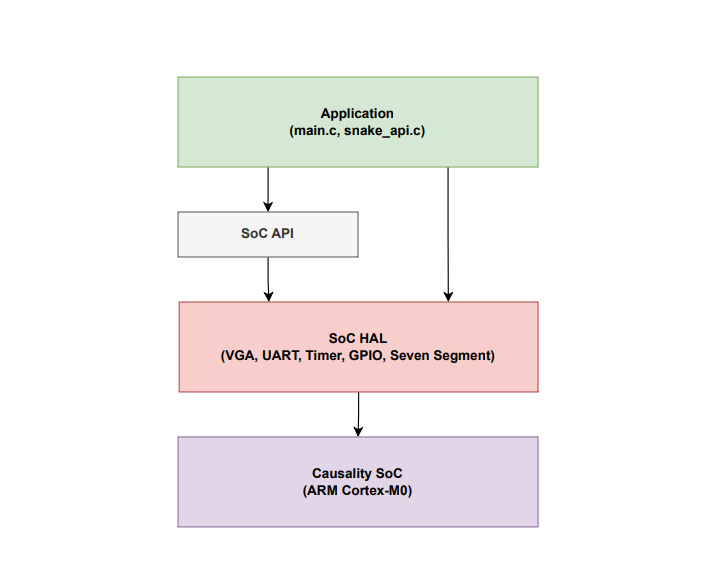 Application
(main.c, snake_api.c)
SoC API
SoC HAL
(VGA, UART, Timer, GPIO, Seven Segment)
Causality SoC
(ARM Cortex-M0)